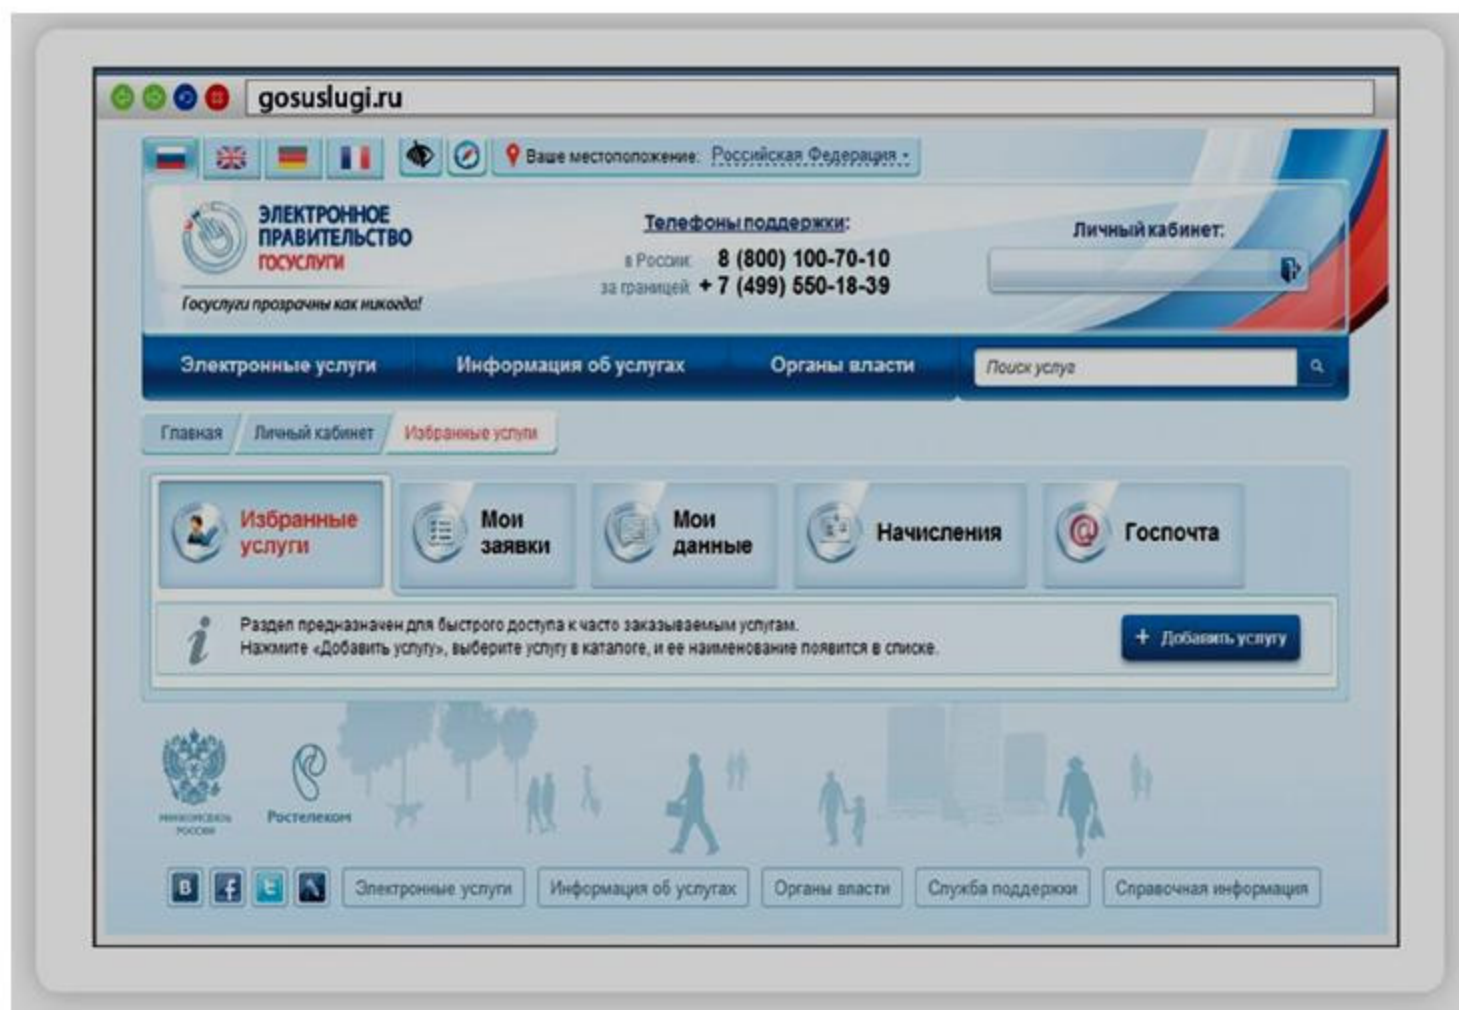 gosuslugi.ru
Ваше местоположение: Российская Федерация
ЭЛЕКТРОННОЕ
ПРАВИТЕЛЬСТВО
ГОСУСЛУГИ
Госуслуги прозрачны как никогда!
Телефоны поддержки:
в России: 8 (800) 100-70-10
за границей: + 7 (499) 550-18-39
Личный кабинет:
Электронные услуги
Информация об услугах
Органы власти
Поиск услуг
Главная
Личный кабинет
Избранные услуги
Избранные
услуги
Мои
заявки
Мои
данные
Начисления
Госпочта
Раздел предназначен для быстрого доступа к часто заказываемым услугам.
Нажмите «Добавить услугу», выберите услугу в каталоге, и ее наименование появится в списке.
+ Добавить услугу
МИНКОМСВЯЗЬ
РОССИИ
Ростелеком
Электронные услуги
Информация об услугах
Органы власти
Служба поддержки
Справочная информация